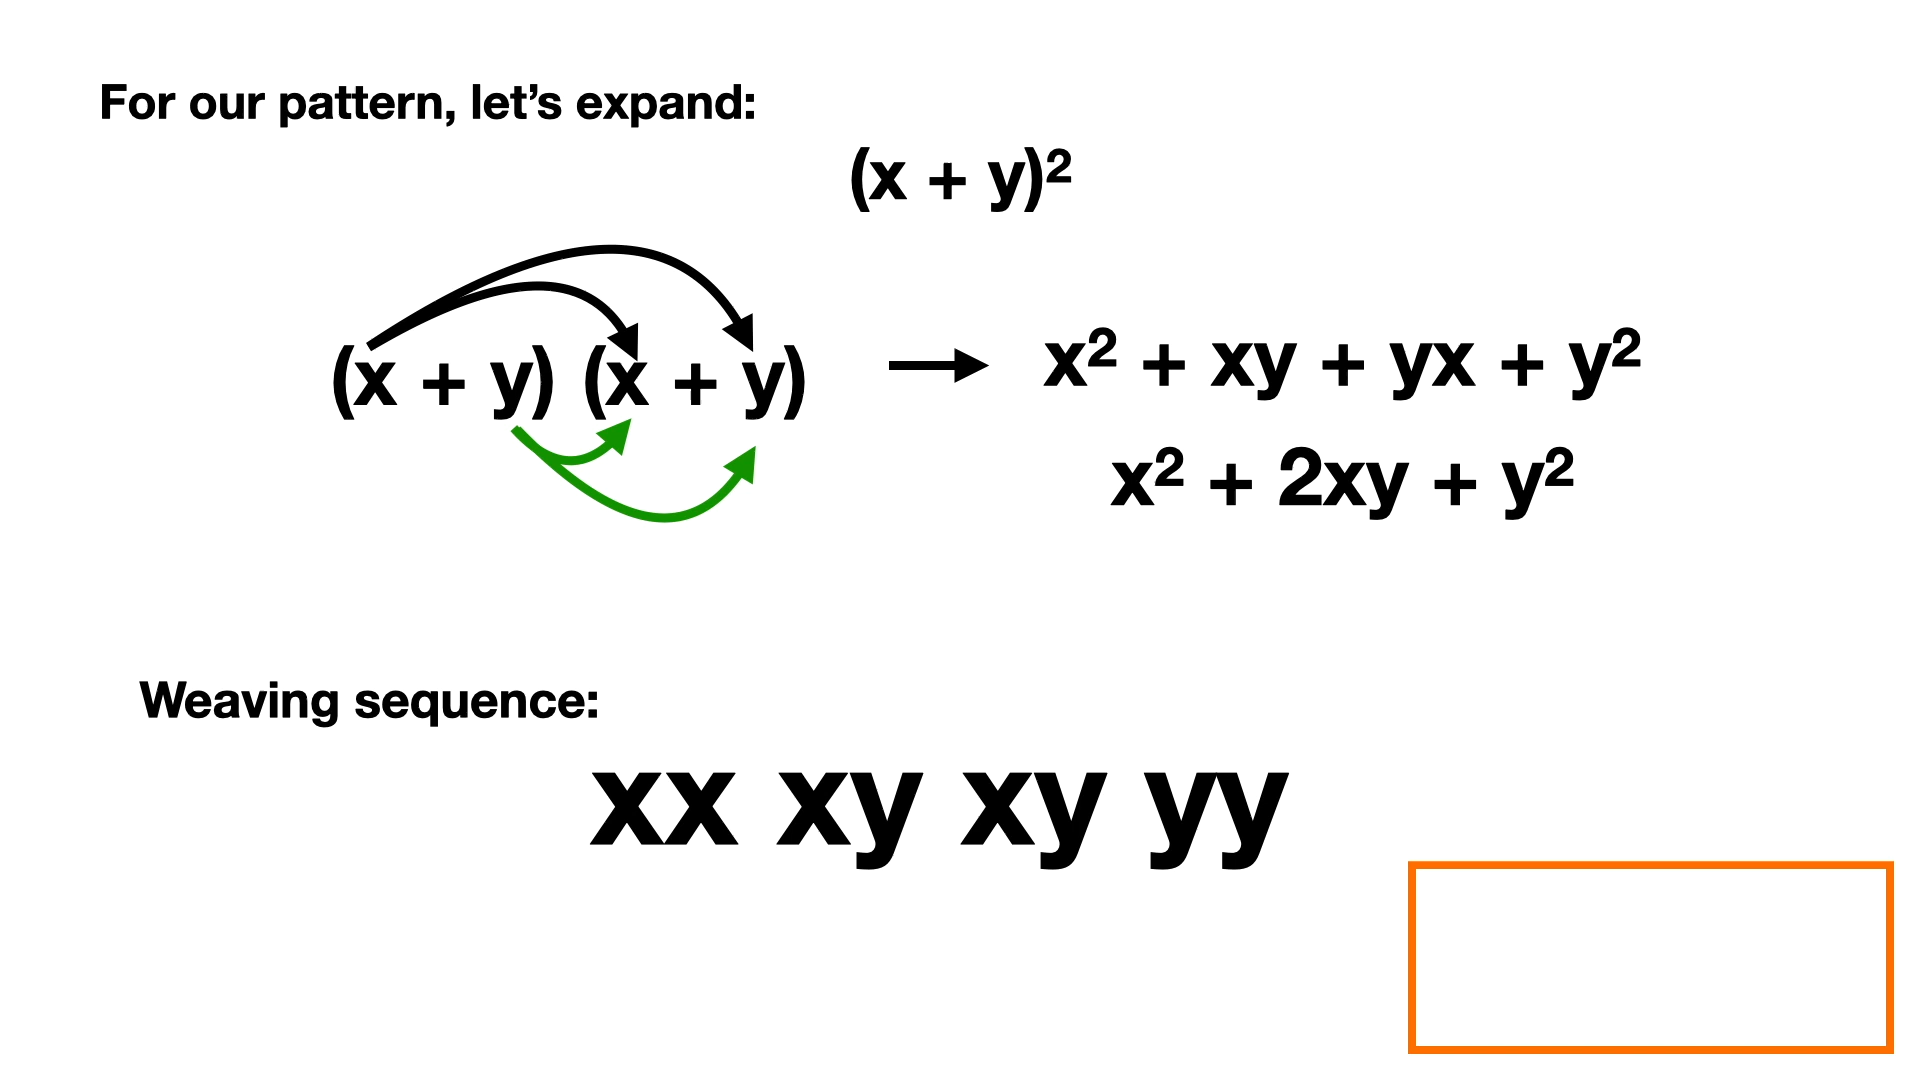 For our pattern, let’s expand:
(x + y)²
(x + y) (x + y) → x² + xy + yx + y²
x² + 2xy + y²
Weaving sequence:
xx xy xy yy